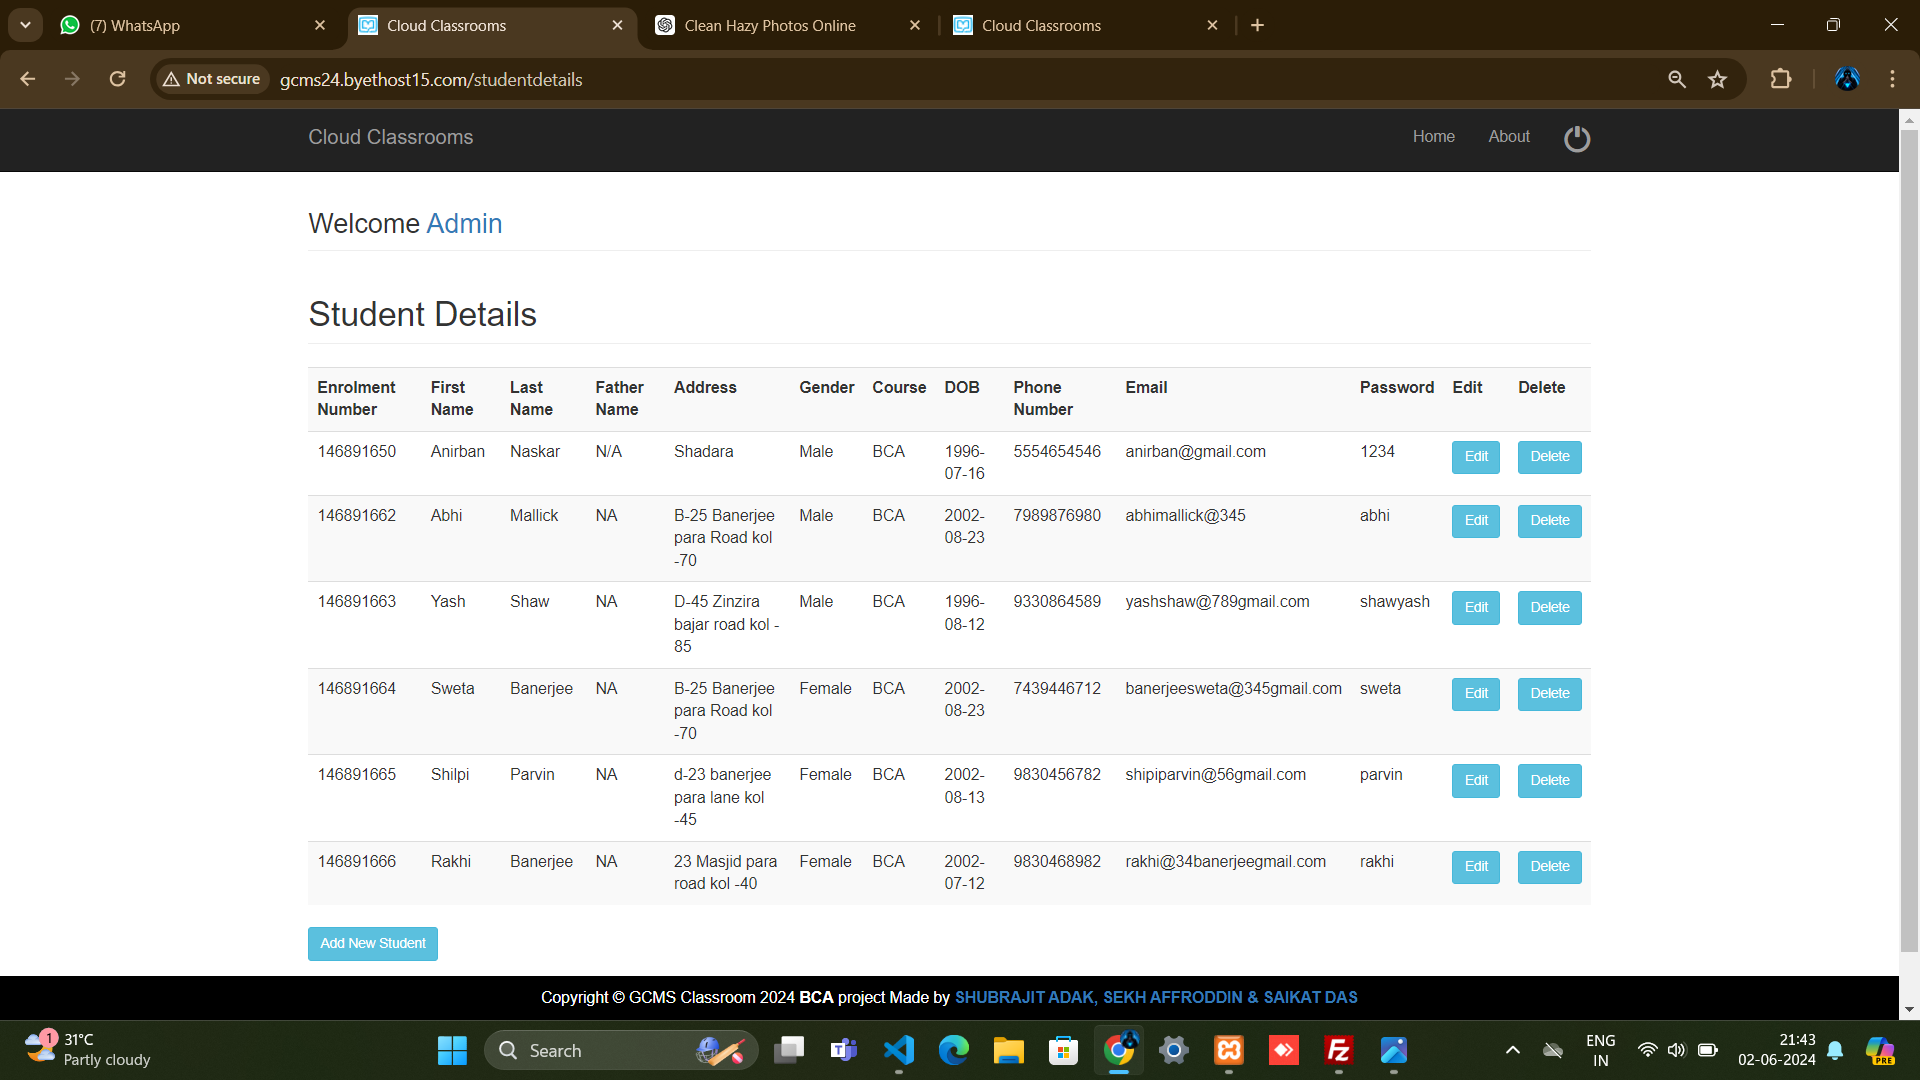 (7) WhatsApp
Cloud Classrooms
Clean Hazy Photos Online
Cloud Classrooms
Not secure
gcms24.byethost15.com/studentdetails
Cloud Classrooms
Home
About
Welcome Admin
Student Details
Enrolment Number First Name Last Name Father Name Address Gender Course DOB Phone Number Email Password Edit Delete
146891650 Anirban Naskar N/A Shadara Male BCA 1996-07-16 5554654546 anirban@gmail.com 1234 Edit Delete
146891662 Abhi Mallick NA B-25 Banerjee para Road kol -70 Male BCA 2002-08-23 7989876980 abhimallick@345 abhi Edit Delete
146891663 Yash Shaw NA D-45 Zinzira bajar road kol -85 Male BCA 1996-08-12 9330864589 yashshaw@789gmail.com shawyash Edit Delete
146891664 Sweta Banerjee NA B-25 Banerjee para Road kol -70 Female BCA 2002-08-23 7439446712 banerjeesweta@345gmail.com sweta Edit Delete
146891665 Shilpi Parvin NA d-23 banerjee para lane kol -45 Female BCA 2002-08-13 9830456782 shipiparvin@56gmail.com parvin Edit Delete
146891666 Rakhi Banerjee NA 23 Masjid para road kol -40 Female BCA 2002-07-12 9830468982 rakhi@34banerjeegmail.com rakhi Edit Delete
Add New Student
Copyright © GCMS Classroom 2024 BCA project Made by SHUBRAJIT ADAK, SEKH AFFRODDIN & SAIKAT DAS
1
31°C
Partly cloudy
Search
ENG
IN
21:43
02-06-2024
PRE